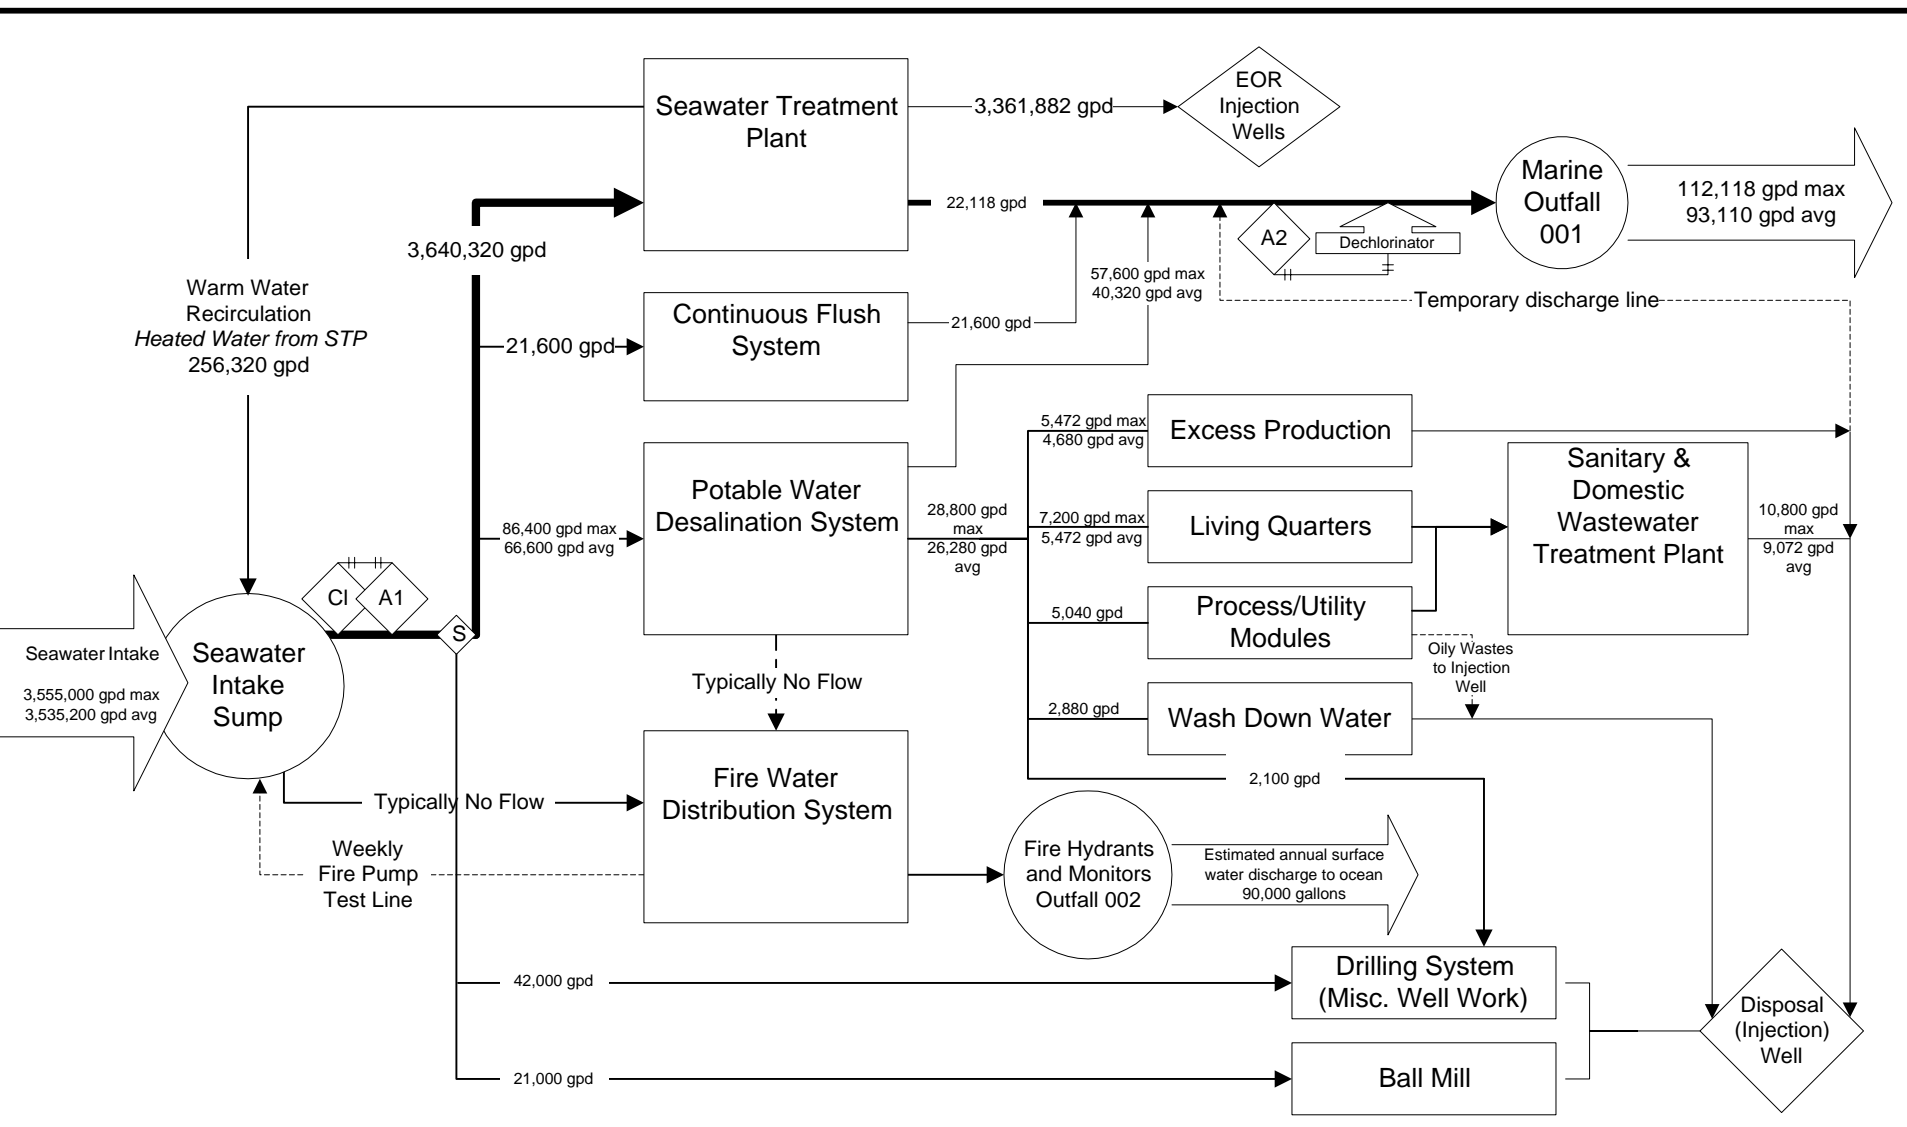 Seawater Treatment
Plant
3,361,882 gpd
EOR
Injection
Wells
22,118 gpd
Marine
Outfall
001
112,118 gpd max
93,110 gpd avg
A2
Dechlorinator
3,640,320 gpd
57,600 gpd max
40,320 gpd avg
Temporary discharge line
Warm Water
Recirculation
Heated Water from STP
256,320 gpd
21,600 gpd
Continuous Flush
System
21,600 gpd
5,472 gpd max
4,680 gpd avg
Excess Production
Sanitary &
Domestic
Wastewater
Treatment Plant
10,800 gpd
max
9,072 gpd
avg
86,400 gpd max
66,600 gpd avg
Potable Water
Desalination System
28,800 gpd
max
26,280 gpd
avg
7,200 gpd max
5,472 gpd avg
Living Quarters
5,040 gpd
Process/Utility
Modules
Oily Wastes
to Injection
Well
Cl
A1
S
Seawater Intake
3,555,000 gpd max
3,535,200 gpd avg
Seawater
Intake
Sump
Typically No Flow
2,880 gpd
Wash Down Water
2,100 gpd
Typically No Flow
Fire Water
Distribution System
Weekly
Fire Pump
Test Line
Fire Hydrants
and Monitors
Outfall 002
Estimated annual surface
water discharge to ocean
90,000 gallons
42,000 gpd
Drilling System
(Misc. Well Work)
21,000 gpd
Ball Mill
Disposal
(Injection)
Well